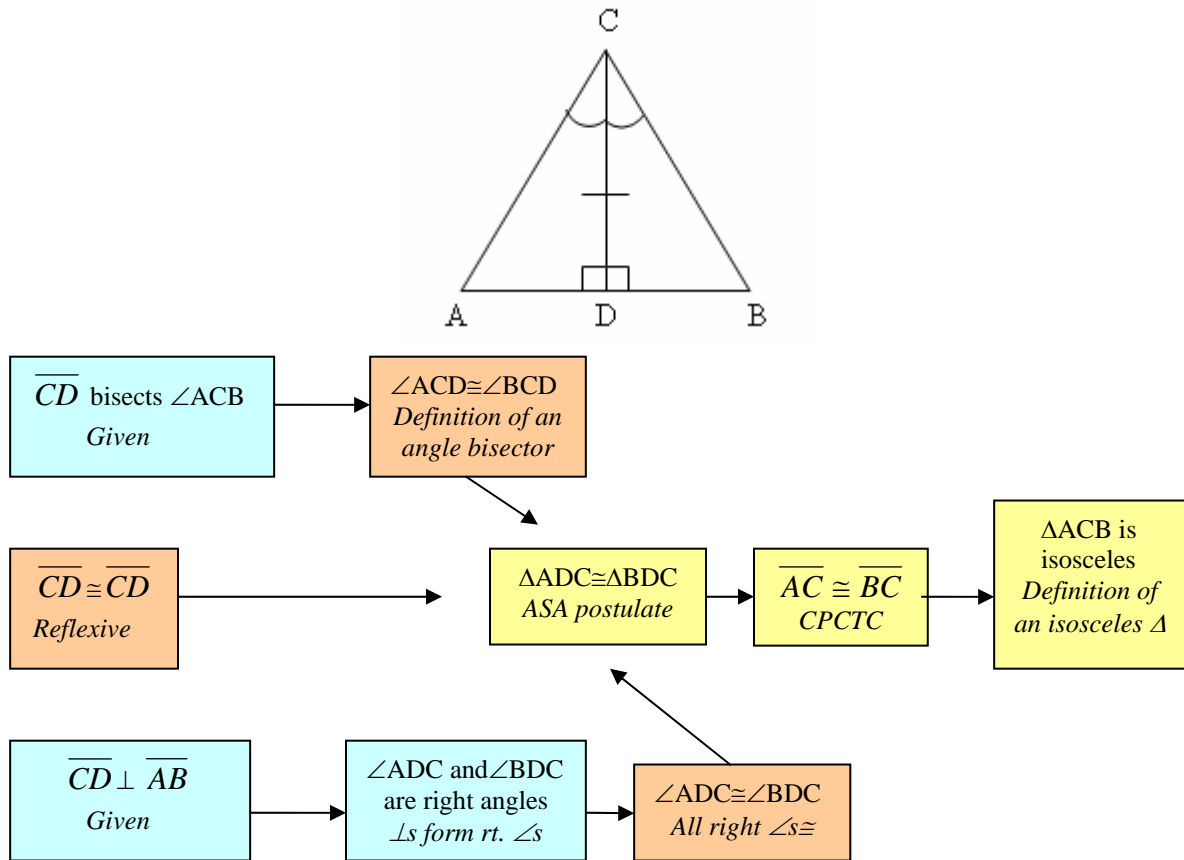 C
A D B
CD bisects ∠ACB
Given
∠ACD≅∠BCD
Definition of an
angle bisector
CD ≅ CD
Reflexive
ΔADC≅ΔBDC
ASA postulate
AC ≅ BC
CPCTC
ΔACB is
isosceles
Definition of
an isosceles Δ
CD ⊥ AB
Given
∠ADC and∠BDC
are right angles
⊥s form rt. ∠s
∠ADC≅∠BDC
All right ∠s≅